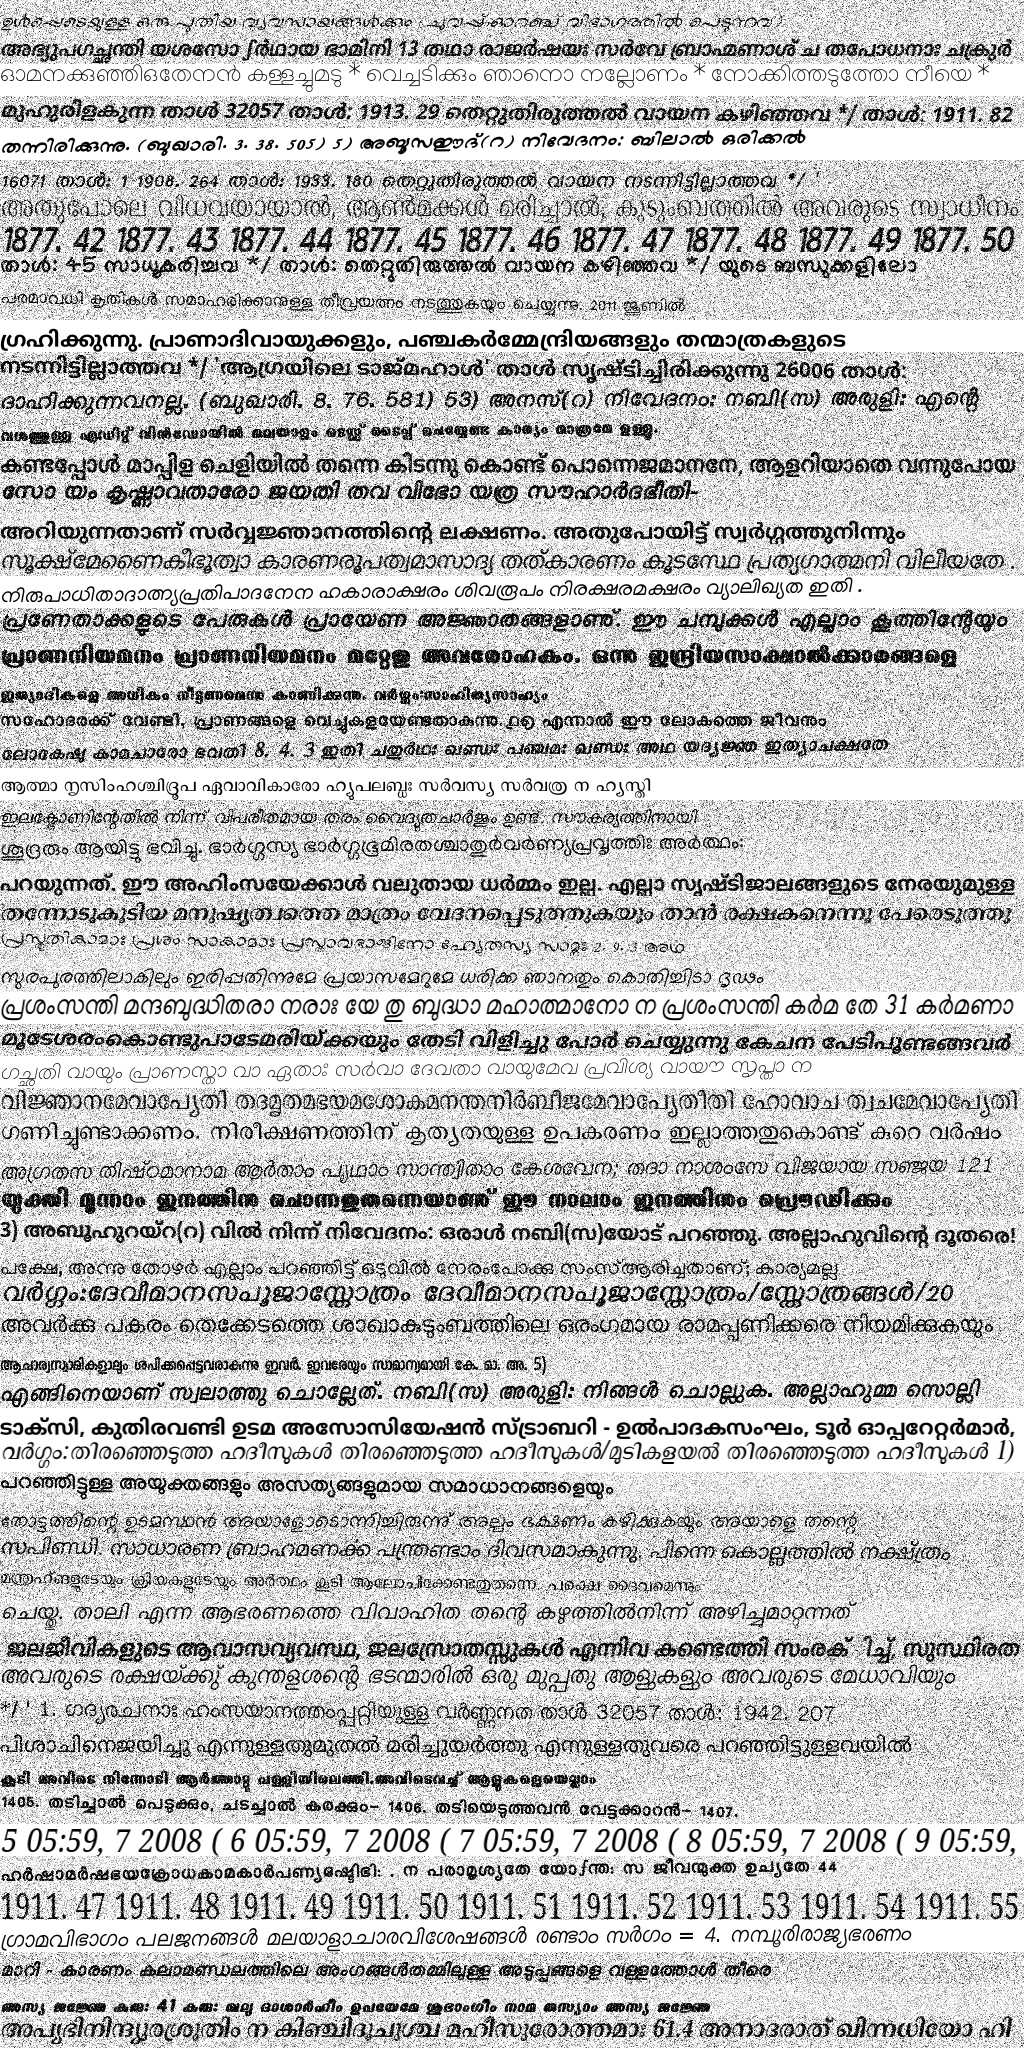 ഉൾപ്പെടെയുള്ള ഒരു പുതിയ വ്യവസായങ്ങൾക്കും (ചുവപ്പ്-ഓറഞ്ച് വിഭാഗത്തിൽ പെടുന്നവ).
അഭ്യുപഗച്ഛന്തി യശസോ ഽർഥായ ഭാമിനി 13 തഥാ രാജർഷയഃ സർവേ ബ്രാഹ്മണാശ് ച തപോധനാഃ ചക്രുർ
ഓമനക്കുഞ്ഞിഒതേനൻ കള്ളച്ചുമടു * വെച്ചടിക്കും ഞാനൊ നല്ലോണം * നോക്കിത്തടുത്തോ നീയെ *
മുഹൂരിളകുന്ന താൾ 32057 താൾ: 1913. 29 തെറ്റുതിരുത്തൽ വായന കഴിഞ്ഞവ */ താൾ: 1911. 82
തന്നിരിക്കുന്നു. (ബുഖാരി. 3. 38. 505) 5) അബൂസഈദ്(റ) നിവേദനം: ബിലാൽ ഒരിക്കൽ
16071 താൾ: 1 1908. 264 താൾ: 1933. 180 തെറ്റുതിരുത്തൽ വായന നടന്നിട്ടില്ലാത്തവ */ '
അതുപോലെ വിധവയായാൽ, ആൺമക്കൾ മരിച്ചാൽ, കുടുംബത്തിൽ അവരുടെ സ്വാധീനം
1877. 42 1877. 43 1877. 44 1877. 45 1877. 46 1877. 47 1877. 48 1877. 49 1877. 50
താൾ: 45 സാധൂകരിച്ചവ */ താൾ: തെറ്റുതിരുത്തൽ വായന കഴിഞ്ഞവ */ യുടെ ബന്ധുക്കളിലോ
പരമാവധി കൃതികൾ സമാഹരിക്കാനുള്ള തീവ്രയത്നം നടത്തുകയും ചെയ്യുന്നു. 2011 ജൂണിൽ
ഗ്രഹിക്കുന്നു. പ്രാണാദിവായുക്കളും, പഞ്ചകർമ്മേന്ദ്രിയങ്ങളും തന്മാത്രകളുടെ
നടന്നിട്ടില്ലാത്തവ */ 'ആഗ്രയിലെ ടാജ്മഹാൾ' താൾ സൃഷ്ടിച്ചിരിക്കുന്നു 26006 താൾ:
ദാഹിക്കുന്നവനല്ല. (ബുഖാരി. 8. 76. 581) 53) അനസ്(റ) നിവേദനം: നബി(സ) അരുളി: എന്റെ
വശത്തുള്ള എഡിറ്റ് വിൻഡോയിൽ മലയാളം ടെസ്റ്റ് ടൈപ്പ് ചെയ്യേണ്ട കാര്യം മാത്രമേ ഉള്ളൂ.
കണ്ടപ്പോൾ മാപ്പിള ചെളിയിൽ തന്നെ കിടന്നു കൊണ്ട് പൊന്നെജമാനനേ, ആളറിയാതെ വന്നുപോയ
സോ യം കൃഷ്ണാവതാരോ ജയതി തവ വിഭോ യത്ര സൗഹാർദഭീതി-
അറിയുന്നതാണ് സർവ്വജ്ഞാനത്തിന്റെ ലക്ഷണം. അതുപോയിട്ട് സ്വർഗ്ഗത്തൂനിന്നും
സൂക്ഷ്മേണൈകീഭൂത്വാ കാരണരൂപത്വമാസാദ്യ തത്കാരണം കൂടസ്ഥേ പ്രത്യഗാത്മനി വിലീയതേ .
നിരുപാധിതാദാത്മ്യപ്രതിപാദനേന ഹകാരാക്ഷരം ശിവരൂപം നിരക്ഷരമക്ഷരം വ്യാലിഖ്യത ഇതി .
പ്രണേതാക്കളുടെ പേരുകൾ പ്രായേണ അജ്ഞാതങ്ങളാണ്. ഈ ചമ്പുക്കൾ എല്ലാം കൂത്തിന്റേയും
പ്രാണനിയമനം പ്രാണനിയമനം മറ്റേജു അവരോഹകം. ഒന്നു ഇന്ദ്രിയസാക്ഷാൽക്കാരങ്ങളെ
ഇജ്യാദികളെ അധികം നീട്ടണമെന്നു കാണിക്കുന്നു. വർഗ്ഗം:സാഹിത്യസാഹ്യം
സഹോദരക്ക് വേണ്ടി, പ്രാണങ്ങളെ വെച്ചുകളയേണ്ടതാകുന്നു.൧൭ എന്നാൽ ഈ ലോകത്തെ ജീവനും
ലോകേഷു കാമചാരോ ഭവതി 8. 4. 3 ഇതി ചതുർഥഃ ഖണ്ഡഃ പഞ്ചമഃ ഖണ്ഡഃ അഥ യദ്യജ്ഞ ഇത്യാചക്ഷതേ
ആത്മാ നൃസിംഹശ്ചിദ്രൂപ ഏവാവികാരോ ഹ്യുപലബ്ധഃ സർവസ്യ സർവത്ര ന ഹ്യസ്തി
ഇലക്ട്രോണിന്റേതിൽ നിന്ന് വിപരീതമായ തരം വൈദ്യുതചാർജും ഉണ്ട്. സൗകര്യത്തിനായി
ശൂദ്രരും ആയിട്ടു ഭവിച്ചു. ഭാർഗ്ഗസ്യ ഭാർഗ്ഗഭൂമിരതശ്ചാതുർവർണ്യപ്രവൃത്തിഃ അർത്ഥം:
പറയുന്നത്. ഈ അഹിംസയേക്കാൾ വലുതായ ധർമ്മം ഇല്ല. എല്ലാ സൃഷ്ടിജാലങ്ങളുടെ നേരയുമുള്ള
തന്നോടുകൂടിയ മനുഷ്യത്വത്തെ മാത്രം വേദനപ്പെടുത്തുകയും താൻ രക്ഷകനെന്നു പേരെടുത്തു
പ്രസ്തുതികാമാഃ പ്രശം സാകാമാഃ പ്രസ്താവഭാജിനോ ഹ്യേതസ്യ സാമ്നഃ 2. 9. 3 അഥ
സുരപുരത്തിലാകിലും ഇരിപ്പതിന്നുമേ പ്രയാസമേറുമേ ധരിക്ക ഞാനതും കൊതിച്ചിടാ ദൃഢം
പ്രശംസന്തി മന്ദബുദ്ധിതരാ നരാഃ യേ തു ബുദ്ധാ മഹാത്മാനോ ന പ്രശംസന്തി കർമ തേ 31 കർമണാ
മൂടേശരംകൊണ്ടുപാടേമരിയ്ക്കയും തേടി വിളിച്ചു പോർ ചെയ്യുന്നു കേചന പേടിപൂണ്ടങ്ങവർ
ഗച്ഛതി വായും പ്രാണസ്താ വാ ഏതാഃ സർവാ ദേവതാ വായുമേവ പ്രവിശ്യ വായൗ സൃപ്താ ന
വിജ്ഞാനമേവാപ്യേതി തദമൃതമഭയമശോകമനന്തനിർബീജമേവാപ്യേതീതി ഹോവാച ത്വചമേവാപ്യേതി
ഗണിച്ചുണ്ടാക്കണം. നിരീക്ഷണത്തിന് കൃത്യതയുള്ള ഉപകരണം ഇല്ലാത്തതുകൊണ്ട് കുറെ വർഷം
അഗ്രതസ തിഷ്ഠമാനാമ ആർതാം പൃഥാം സാന്ത്വിതാം കേശവേന; തദാ നാശംസേ വിജയായ സഞ്ജയ 121
യുക്തി മൂന്നാം ഇനത്തിനു ചൊന്നതുതന്നെയാണ് ഈ നാലാം ഇനത്തിന്നും പ്രൌഢിക്കും
3) അബൂഹുറയ്റ(റ) വിൽ നിന്ന് നിവേദനം: ഒരാൾ നബി(സ)യോട് പറഞ്ഞു. അല്ലാഹുവിന്റെ ദൂതരെ!
പക്ഷേ, അന്നു തോഴർ എല്ലാം പറഞ്ഞിട്ട് ഒടുവിൽ നേരംപോക്കു സംസ്ആരിച്ചതാണ്; കാര്യമല്ല
വർഗ്ഗം:ദേവീമാനസപൂജാസ്തോത്രം ദേവീമാനസപൂജാസ്തോത്രം/സ്തോത്രങ്ങൾ/20
അവർക്കു പകരം തെക്കേടത്തെ ശാഖാകുടുംബത്തിലെ ഒരംഗമായ രാമപ്പണിക്കരെ നിയമിക്കുകയും
ആചാര്യസ്വാമികളാലും ശപിക്കപ്പെട്ടവരാകുന്നു ഇവർ. ഇവരേയും സാമാന്യമായി കേ. മാ. അ. 5)
എങ്ങിനെയാണ് സ്വലാത്തു ചൊല്ലേത്. നബി(സ) അരുളി: നിങ്ങൾ ചൊല്ലുക. അല്ലാഹുമ്മ സൊല്ലി
ടാക്സി, കുതിരവണ്ടി ഉടമ അസോസിയേഷൻ സ്ട്രാബറി - ഉൽപാദകസംഘം, ടൂർ ഓപ്പറേറ്റർമാർ,
വർഗ്ഗം:തിരഞ്ഞെടുത്ത ഹദീസുകൾ തിരഞ്ഞെടുത്ത ഹദീസുകൾ/മുടികളയൽ തിരഞ്ഞെടുത്ത ഹദീസുകൾ 1)
പറഞ്ഞിട്ടുള്ള അയുക്തങ്ങളും അസത്യങ്ങളുമായ സമാധാനങ്ങളെയും
തോട്ടത്തിന്റെ ഉടമസ്ഥൻ അയാളോടൊന്നിച്ചിരുന്ന് അല്പം ഭക്ഷണം കഴിക്കുകയും അയാളെ തന്റെ
സപിണ്ഡി. സാധാരണ ബ്രാഹമണക്ക് പന്ത്രണ്ടാം ദിവസമാകുന്നു. പിന്നെ കൊല്ലത്തിൽ നക്ഷ്ത്രം
മന്ത്രഹ്ങ്ങളുടേയും ക്രിയകളുടേയും അർത്ഥം കൂടി ആലോചിക്കേണ്ടതുതന്നെ. പക്ഷെ ദൈവമെന്നും
ചെയ്തു. താലി എന്ന ആഭരണത്തെ വിവാഹിത തന്റെ കഴുത്തിൽനിന്ന് അഴിച്ചുമാറ്റുന്നത്
ജലജീവികളുടെ ആവാസവ്യവസ്ഥ, ജലസ്രോതസ്സുകൾ എന്നിവ കണ്ടെത്തി സംരക് ിച്ച്, സുസ്ഥിരത
അവരുടെ രക്ഷയ്ക്കു് കുന്തളശന്റെ ഭടന്മാരിൽ ഒരു മുപ്പതു ആളുകളും അവരുടെ മേധാവിയും
*/ ' 1. ഗദ്യരചനാഃ ഹംസയാനത്തംപ്പറ്റിയുള്ള വർണ്ണനത താൾ 32057 താൾ: 1942. 207
പിശാചിനെജയിച്ചു എന്നുള്ളതുമുതൽ മരിച്ചുയർത്തു എന്നുള്ളതുവരെ പറഞ്ഞിട്ടുള്ളവയിൽ
കൂടി അവിടെ നിന്നോടി ആർത്താറ്റു പള്ളിയിലെത്തി.അവിടെവച്ച് ആളുകളെയെല്ലാം
1405. തടിച്ചാൽ പെടുക്കും, ചടച്ചാൽ കരക്കും- 1406. തടിയെടുത്തവൻ വേട്ടക്കാറൻ- 1407.
5 05:59, 7 2008 ( 6 05:59, 7 2008 ( 7 05:59, 7 2008 ( 8 05:59, 7 2008 ( 9 05:59,
ഹർഷാമർഷഭയക്രോധകാമകാർപണ്യദൃഷ്ടിഭി: . ന പരാമൃശ്യതേ യോഽന്ത: സ ജീവന്മുക്ത ഉച്യതേ 44
1911. 47 1911. 48 1911. 49 1911. 50 1911. 51 1911. 52 1911. 53 1911. 54 1911. 55
ഗ്രാമവിഭാഗം പലജനങ്ങൾ മലയാളാചാരവിശേഷങ്ങൾ രണ്ടാം സർഗം = 4. നമ്പൂരിരാജ്യഭരണം
മാറി - കാരണം കലാമണ്ഡലത്തിലെ അംഗങ്ങൾതമ്മിലുള്ള അടുപ്പങ്ങളെ വള്ളത്തോൾ തീരെ
അസ്യ ജജ്ഞേ കുരുഃ 41 കുരുഃ ഖലു ദാശാർഹീം ഉപയേമേ ശുഭാംഗീം നാമ തസ്യാം അസ്യ ജജ്ഞേ
അപ്യഭിനിന്ദ്യുരശ്രുതിം ന കിഞ്ചിദൂചുശ്ച മഹീസുരോത്തമാഃ 61.4 അനാദരാത് ഖിന്നധിയോ ഹി